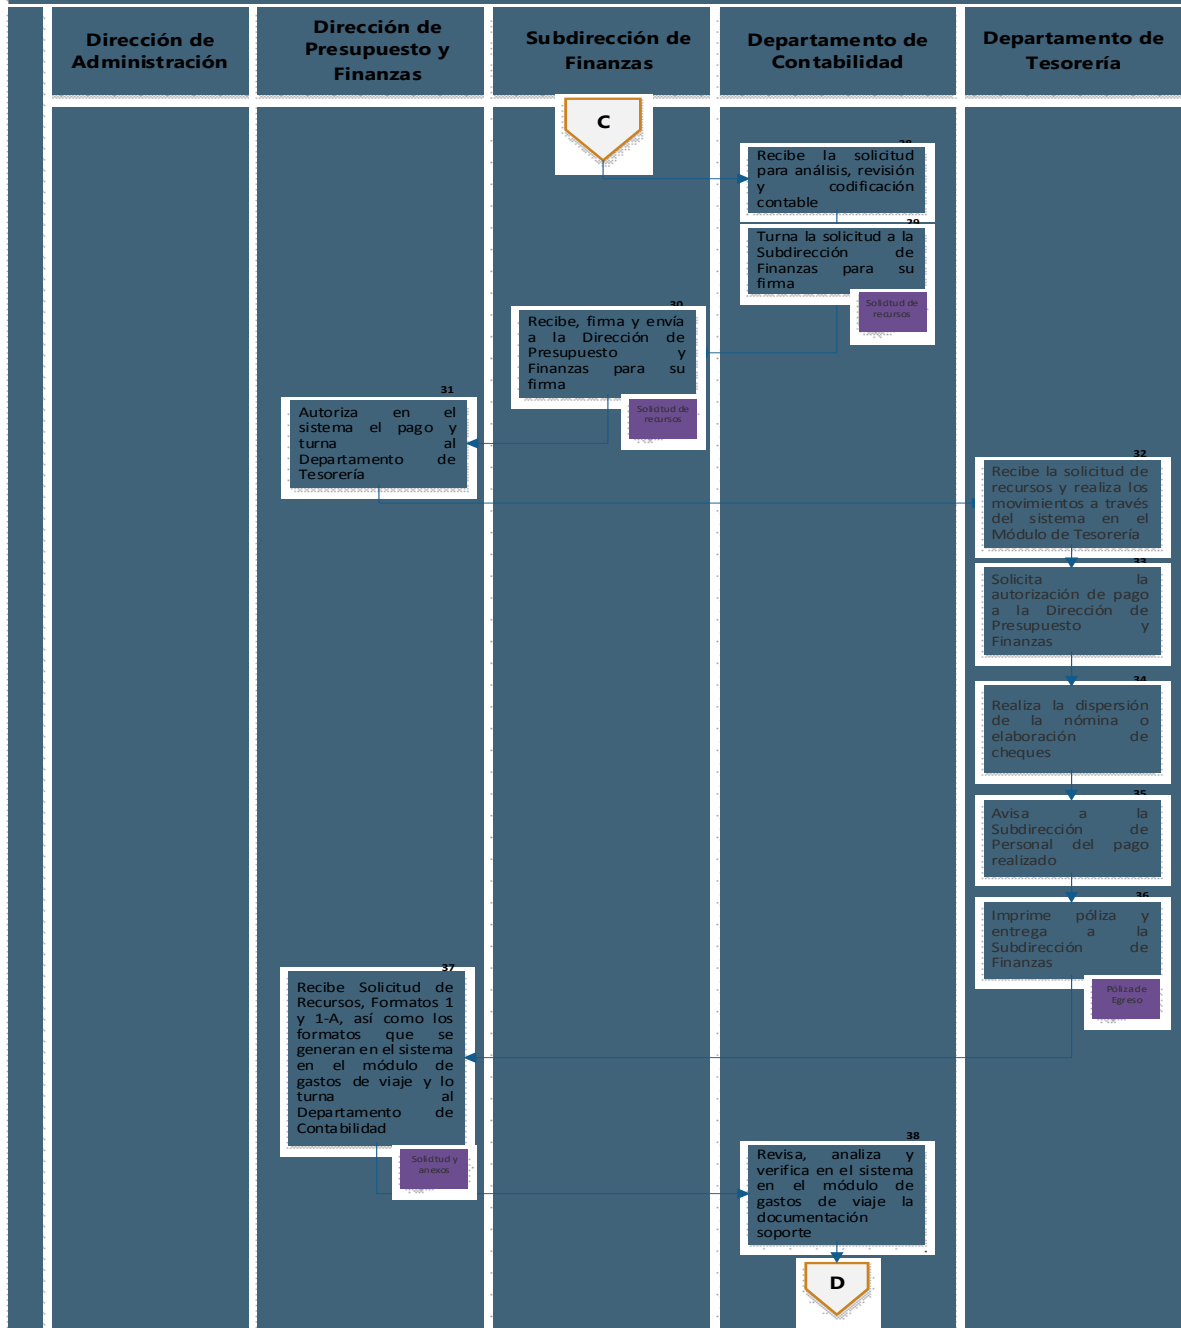 Dirección de
Administración
Dirección de
Presupuesto y
Finanzas
Subdirección de
Finanzas
Departamento de
Contabilidad
Departamento de
Tesorería
C
28
Recibe la solicitud
para análisis, revisión
y codificación
contable
29
Turna la solicitud a la
Subdirección de
Finanzas para su
firma
Solicitud de
recursos
30
Recibe, firma y envía
a la Dirección de
Presupuesto y
Finanzas para su
firma
Solicitud de
recursos
31
Autoriza en el
sistema el pago y
turna al
Departamento de
Tesorería
32
Recibe la solicitud de
recursos y realiza los
movimientos a través
del sistema en el
Módulo de Tesorería
33
Solicita la
autorización de pago
a la Dirección de
Presupuesto y
Finanzas
34
Realiza la dispersión
de la nómina o
elaboración de
cheques
35
Avisa a la
Subdirección de
Personal del pago
realizado
36
Imprime póliza y
entrega a la
Subdirección de
Finanzas
Póliza de
Egreso
37
Recibe Solicitud de
Recursos, Formatos 1
y 1-A, así como los
formatos que se
generan en el sistema
en el módulo de
gastos de viaje y lo
turna al
Departamento de
Contabilidad
Solicitud y
anexos
38
Revisa, analiza y
verifica en el sistema
en el módulo de
gastos de viaje la
documentación
soporte
D